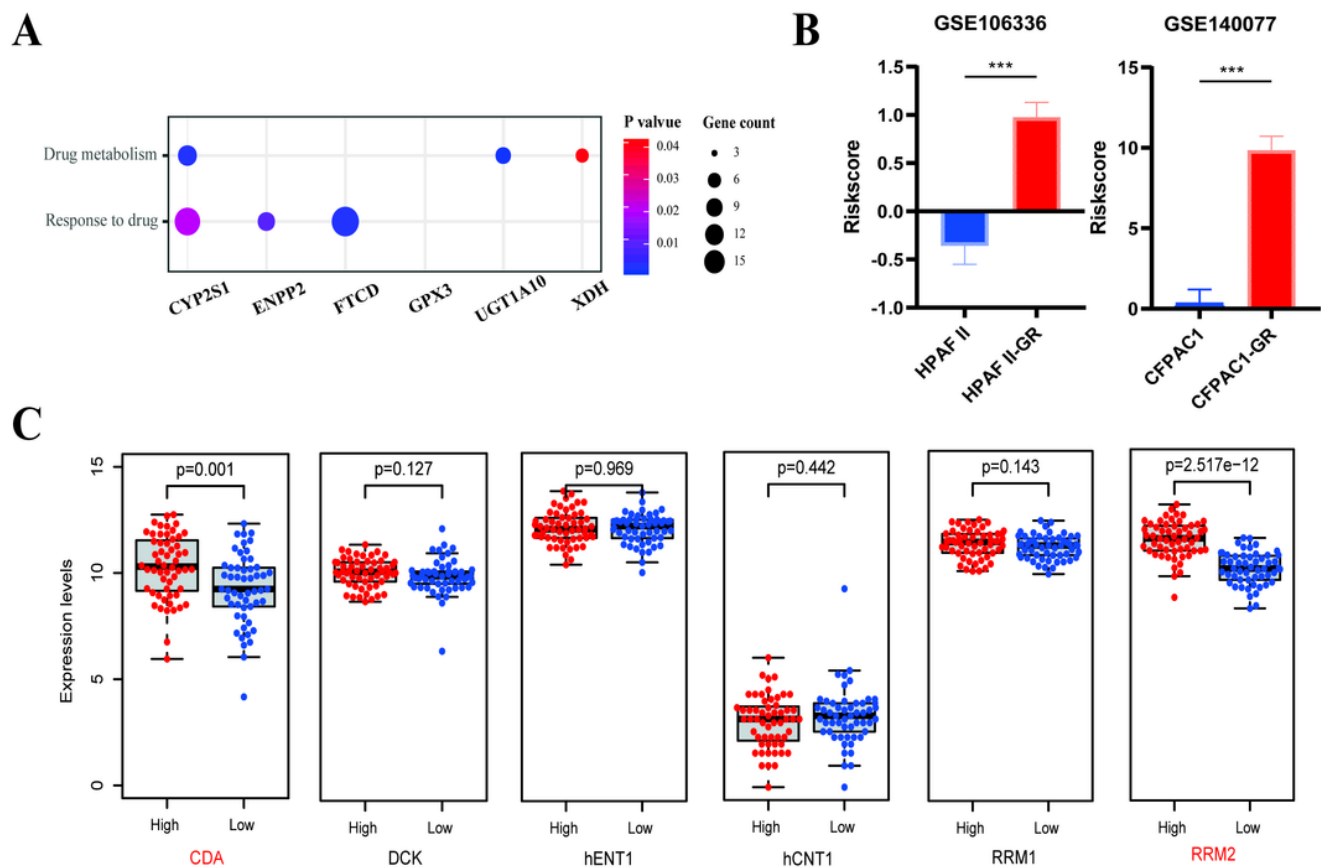 A
Drug metabolism
Response to drug
CYP2S1
ENPP2
FTCD
GPX3
UGT1A10
XDH
P valvue
0.04
0.03
0.02
0.01
Gene count
3
6
9
12
15
B
GSE106336
***
Riskscore
1.5
1.0
0.5
0.0
-0.5
-1.0
HPAF II
HPAF II-GR
GSE140077
***
Riskscore
15
10
5
0
CFPAC1
CFPAC1-GR
C
Expression levels
15
10
5
0
p=0.001
p=0.127
p=0.969
p=0.442
p=0.143
p=2.517e−12
High Low
High Low
High Low
High Low
High Low
High Low
CDA
DCK
hENT1
hCNT1
RRM1
RRM2